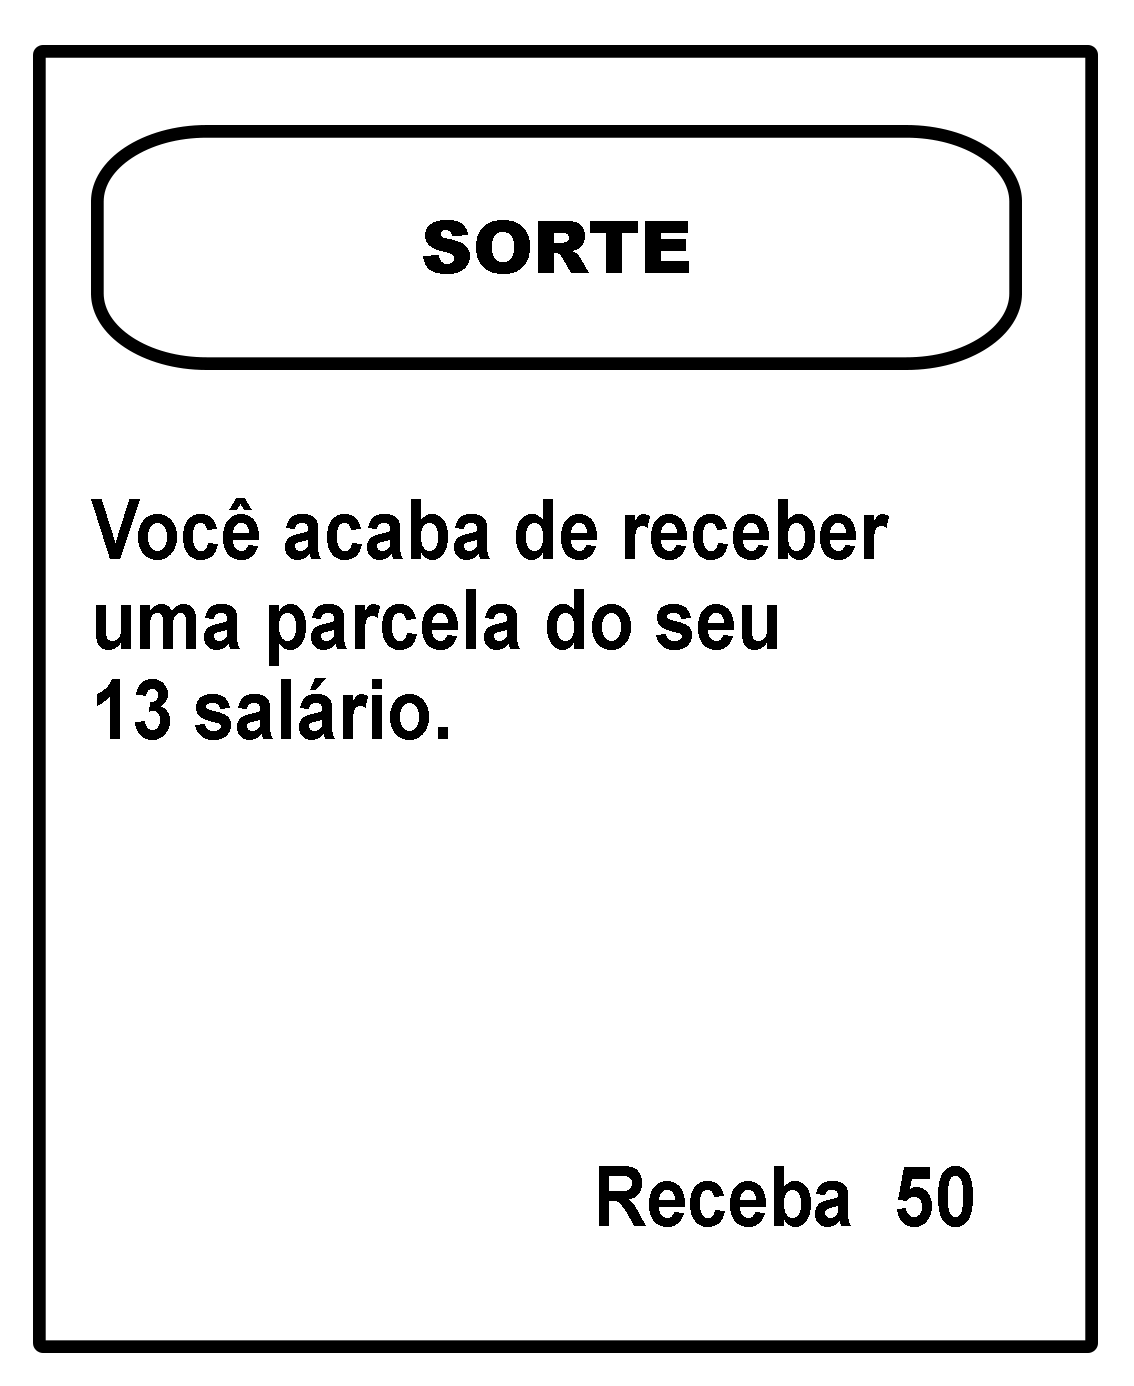 SORTE
Você acaba de receber
uma parcela do seu
13 salário.
Receba 50